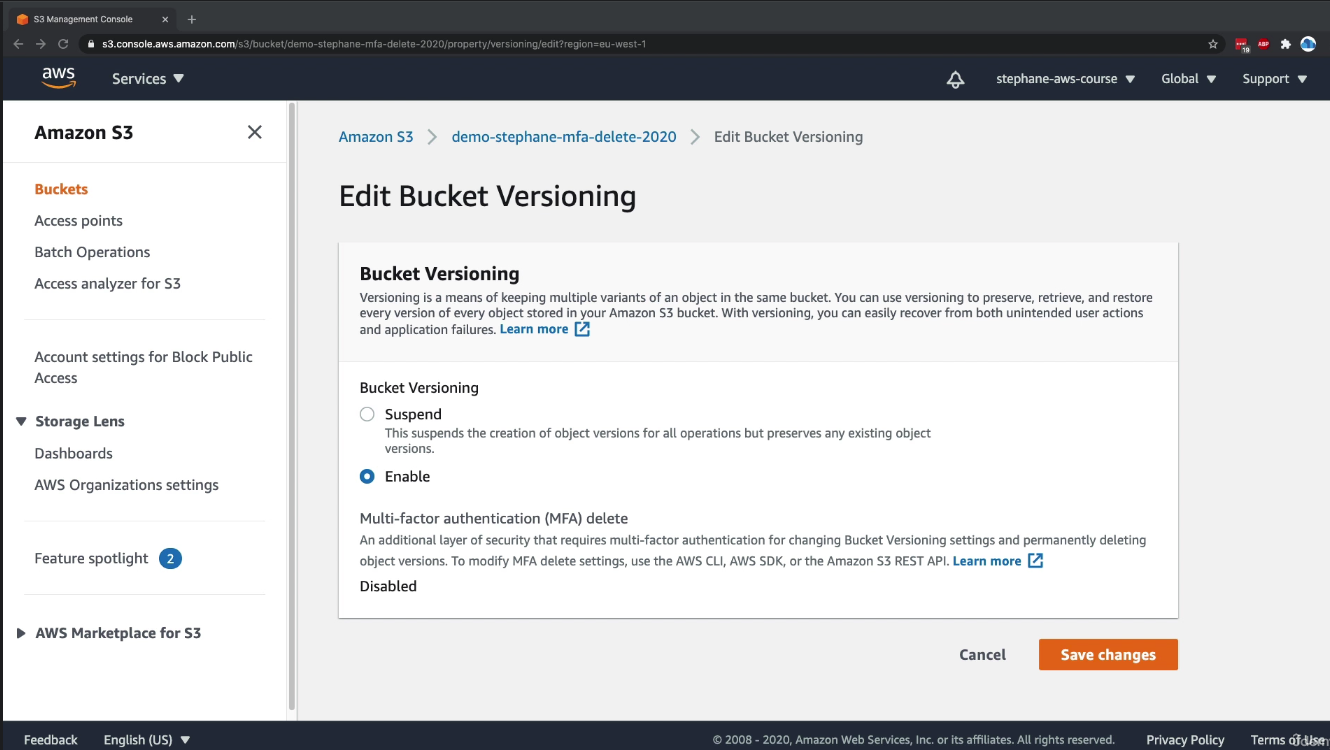 S3 Management Console
s3.console.aws.amazon.com/s3/bucket/demo-stephane-mfa-delete-2020/property/versioning/edit?region=eu-west-1
19
ABP
aws
Services
stephane-aws-course
Global
Support
Amazon S3
Buckets
Access points
Batch Operations
Access analyzer for S3
Account settings for Block Public
Access
Storage Lens
Dashboards
AWS Organizations settings
Feature spotlight 2
AWS Marketplace for S3
Amazon S3 > demo-stephane-mfa-delete-2020 > Edit Bucket Versioning
Edit Bucket Versioning
Bucket Versioning
Versioning is a means of keeping multiple variants of an object in the same bucket. You can use versioning to preserve, retrieve, and restore
every version of every object stored in your Amazon S3 bucket. With versioning, you can easily recover from both unintended user actions
and application failures. Learn more
Bucket Versioning
Suspend
This suspends the creation of object versions for all operations but preserves any existing object
versions.
Enable
Multi-factor authentication (MFA) delete
An additional layer of security that requires multi-factor authentication for changing Bucket Versioning settings and permanently deleting
object versions. To modify MFA delete settings, use the AWS CLI, AWS SDK, or the Amazon S3 REST API. Learn more
Disabled
Cancel
Save changes
Feedback
English (US)
© 2008 - 2020, Amazon Web Services, Inc. or its affiliates. All rights reserved.
Privacy Policy
Terms of Use